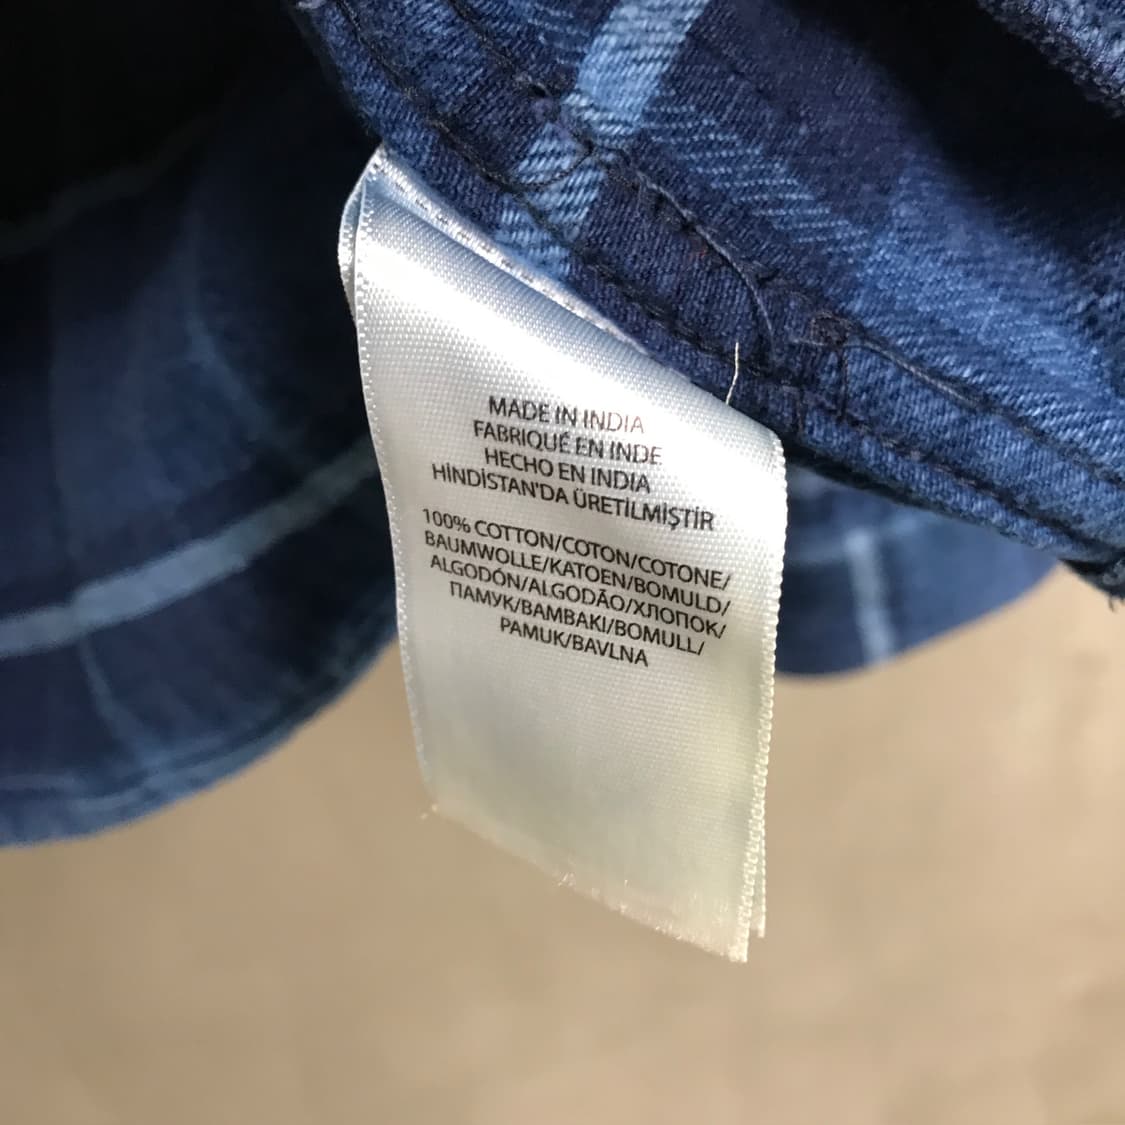 MADE IN INDIA
FABRIQUÉ EN INDE
HECHO EN INDIA
HİNDİSTAN'DA ÜRETİLMİŞTİR
100% COTTON/COTON/COTONE/
BAUMWOLLE/KATOEN/BOMULD/
ALGODÓN/ALGODÃO/ХЛОПОК/
ПАМУК/BAMBAKI/BOMULL/
PAMUK/BAVLNA